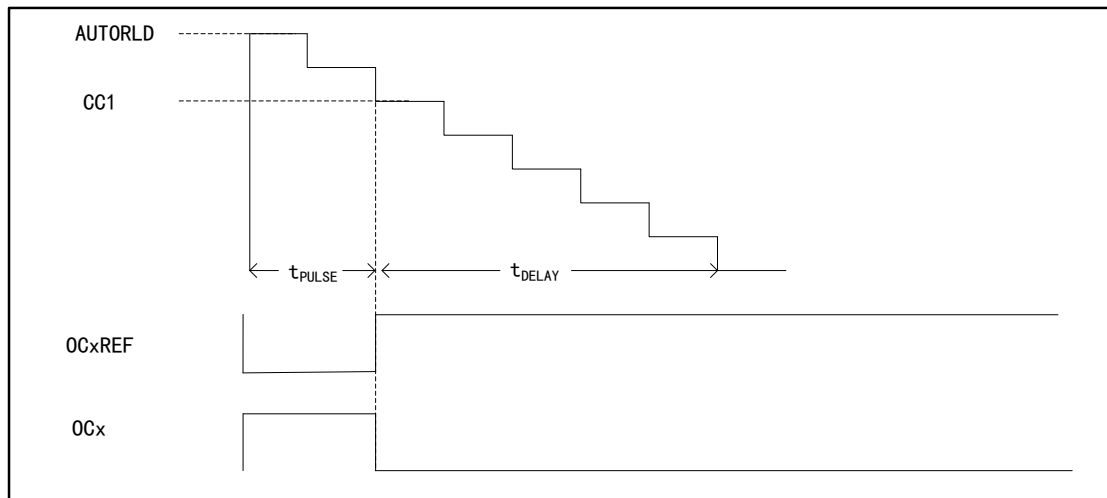 AUTORLD
CC1
tPULSE
tDELAY
OCxREF
OCx